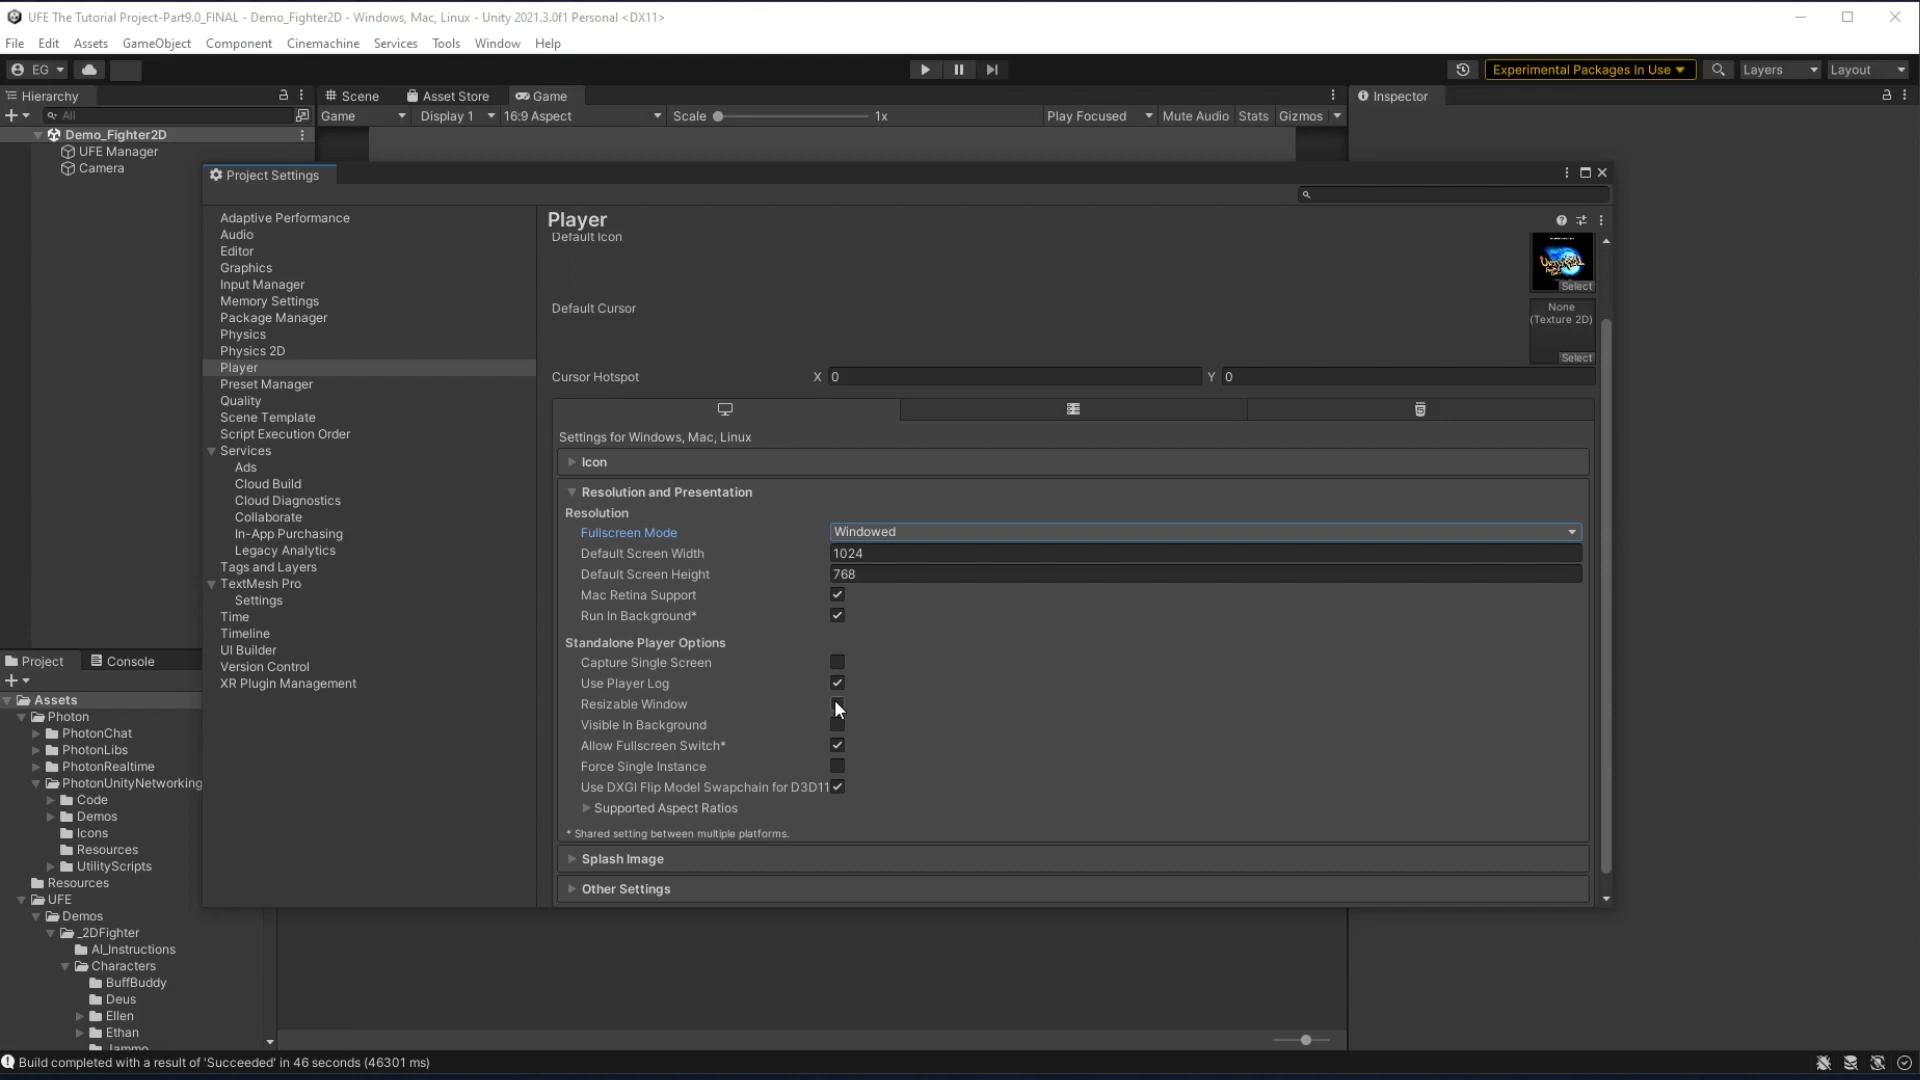 UFE The Tutorial Project-Part9.0_FINAL - Demo_Fighter2D - Windows, Mac, Linux - Unity 2021.3.0f1 Personal <DX11>
File Edit Assets GameObject Component Cinemachine Services Tools Window Help
EG Experimental Packages In Use Layers Layout
Hierarchy Scene Asset Store Game Inspector
All Game Display 1 16:9 Aspect Scale 1x Play Focused Mute Audio Stats Gizmos
Demo_Fighter2D
UFE Manager
Camera
Project Settings
Adaptive Performance
Audio
Editor
Graphics
Input Manager
Memory Settings
Package Manager
Physics
Physics 2D
Player
Preset Manager
Quality
Scene Template
Script Execution Order
Services
Ads
Cloud Build
Cloud Diagnostics
Collaborate
In-App Purchasing
Legacy Analytics
Tags and Layers
TextMesh Pro
Settings
Time
Timeline
UI Builder
Version Control
XR Plugin Management
Player
Default Icon
Select
Default Cursor
None
(Texture 2D)
Select
Cursor Hotspot X 0 Y 0
Settings for Windows, Mac, Linux
Icon
Resolution and Presentation
Resolution
Fullscreen Mode Windowed
Default Screen Width 1024
Default Screen Height 768
Mac Retina Support
Run In Background*
Standalone Player Options
Capture Single Screen
Use Player Log
Resizable Window
Visible In Background
Allow Fullscreen Switch*
Force Single Instance
Use DXGI Flip Model Swapchain for D3D11
Supported Aspect Ratios
* Shared setting between multiple platforms.
Splash Image
Other Settings
Project Console
Assets
Photon
PhotonChat
PhotonLibs
PhotonRealtime
PhotonUnityNetworking
Code
Demos
Icons
Resources
UtilityScripts
Resources
UFE
Demos
_2DFighter
AI_Instructions
Characters
BuffBuddy
Deus
Ellen
Ethan
Jammo
Build completed with a result of 'Succeeded' in 46 seconds (46301 ms)